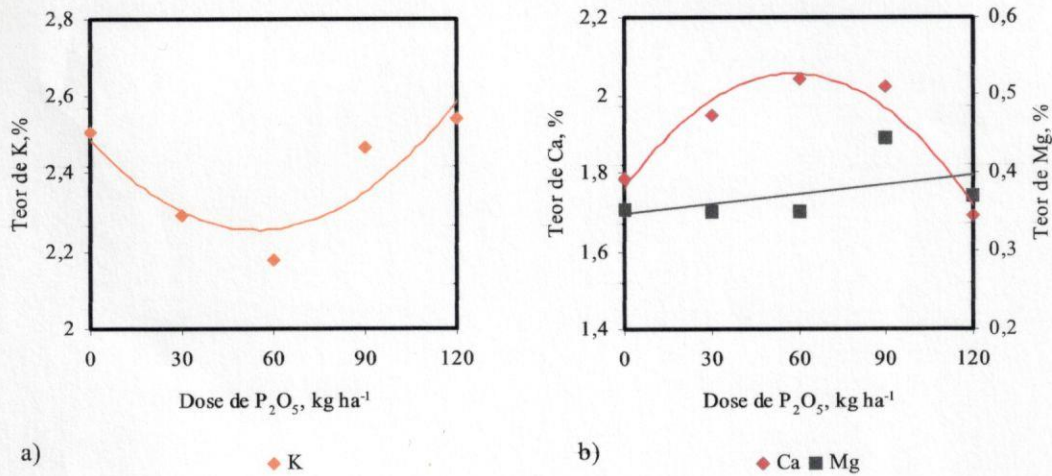 Teor de K,%
2,8
2,6
2,4
2,2
2
0 30 60 90 120
Dose de P₂O₅, kg ha⁻¹
a)
K
Teor de Ca, %
2,2
2
1,8
1,6
1,4
0,6
0,5
0,4
0,3
0,2
Teor de Mg, %
0 30 60 90 120
Dose de P₂O₅, kg ha⁻¹
b)
Ca Mg